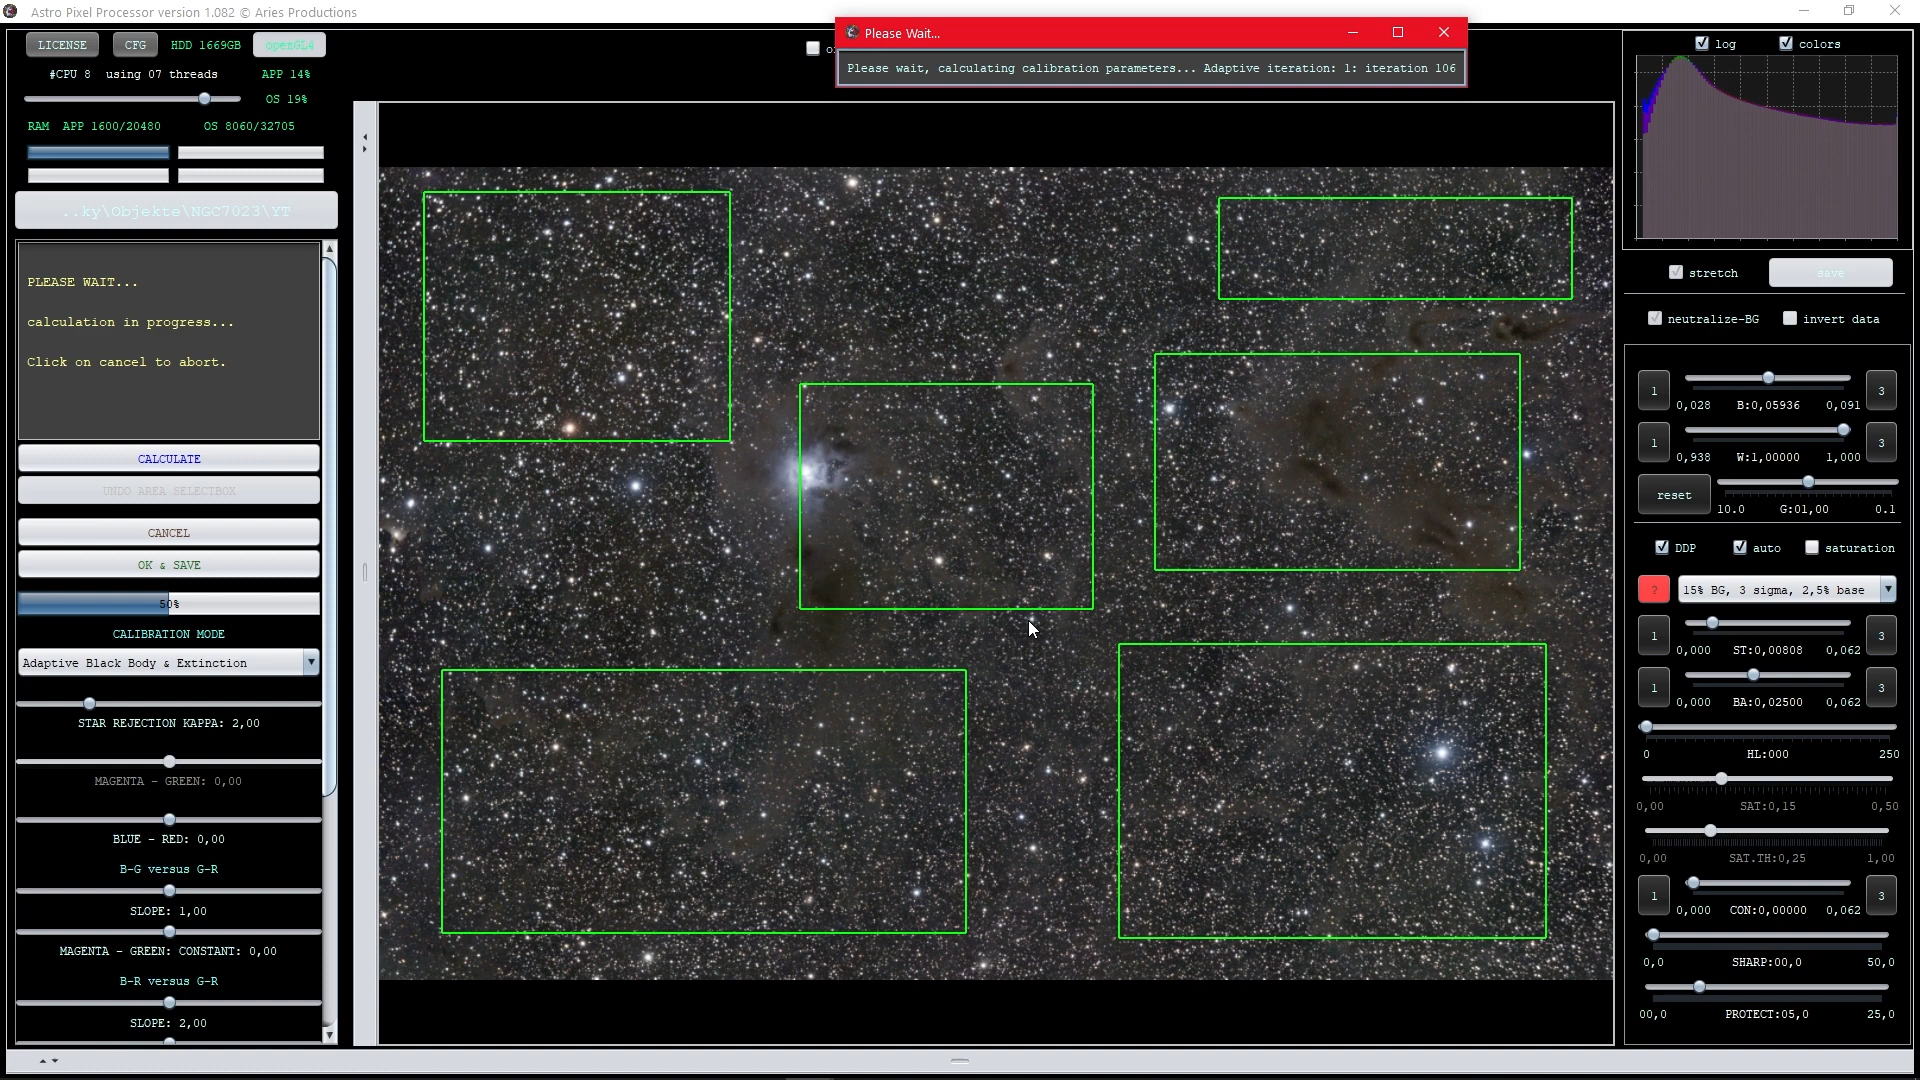 Astro Pixel Processor version 1.082 © Aries Productions
Please Wait...
Please wait, calculating calibration parameters... Adaptive iteration: 1: iteration 106
LICENSE CFG HDD 1669GB openGL4
#CPU 8 using 07 threads APP 14%
OS 19%
RAM APP 1600/20480 OS 8060/32705
..ky\Objekte\NGC7023\YT
PLEASE WAIT...
calculation in progress...
Click on cancel to abort.
CALCULATE
UNDO AREA SELECTBOX
CANCEL
OK & SAVE
50%
CALIBRATION MODE
Adaptive Black Body & Extinction
STAR REJECTION KAPPA: 2,00
MAGENTA - GREEN: 0,00
BLUE - RED: 0,00
B-G versus G-R
SLOPE: 1,00
MAGENTA - GREEN: CONSTANT: 0,00
B-R versus G-R
SLOPE: 2,00
log colors
stretch save
neutralize-BG invert data
1 3
0,028 B:0,05936 0,091
1 3
0,938 W:1,00000 1,000
reset
10.0 G:01,00 0.1
DDP auto saturation
? 15% BG, 3 sigma, 2,5% base
1 3
0,000 ST:0,00808 0,062
1 3
0,000 BA:0,02500 0,062
0 HL:000 250
0,00 SAT:0,15 0,50
0,00 SAT.TH:0,25 1,00
1 3
0,000 CON:0,00000 0,062
0,0 SHARP:00,0 50,0
00,0 PROTECT:05,0 25,0